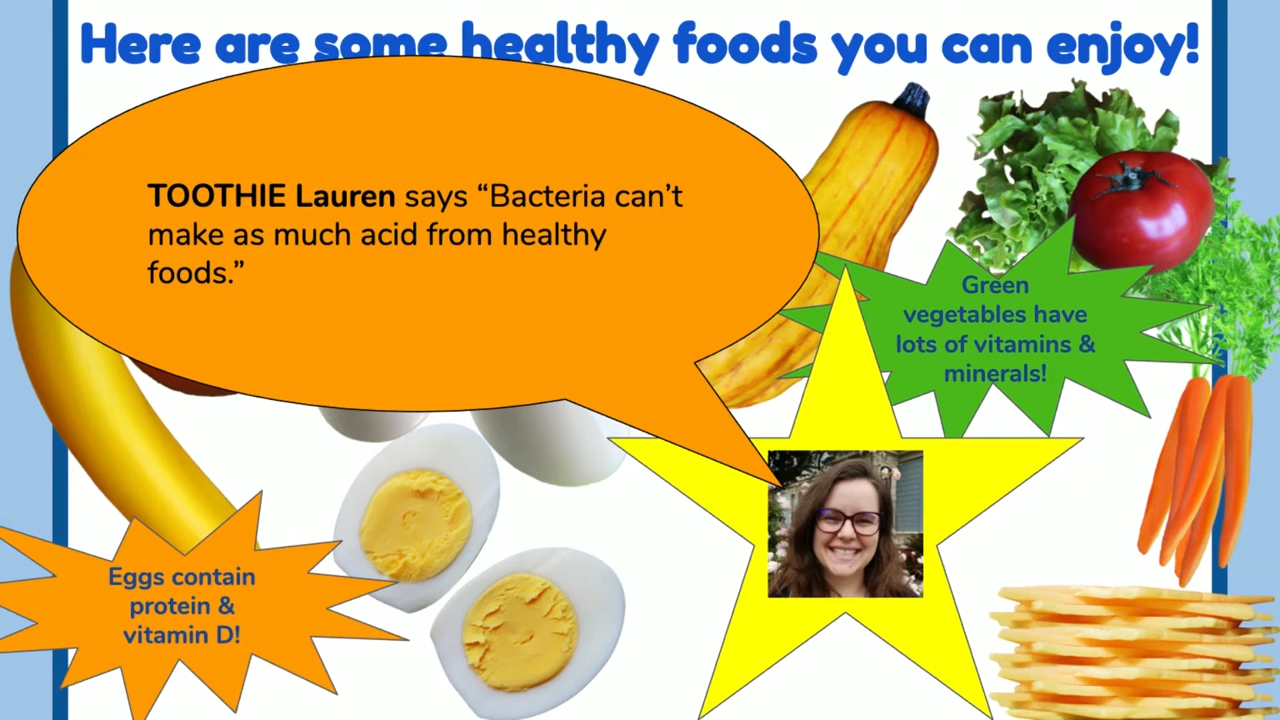 Here are some healthy foods you can enjoy!
TOOTHIE Lauren says “Bacteria can’t
make as much acid from healthy
foods.”
Green
vegetables have
lots of vitamins &
minerals!
Eggs contain
protein &
vitamin D!